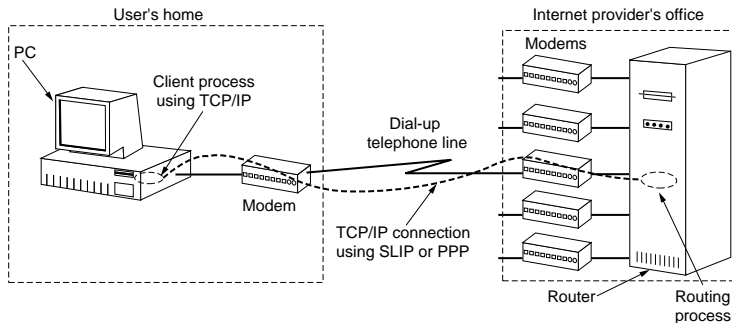 User's home
Internet provider's office
PC
Modems
Client process
using TCP/IP
Dial-up
telephone line
Modem
TCP/IP connection
using SLIP or PPP
Router
Routing
process